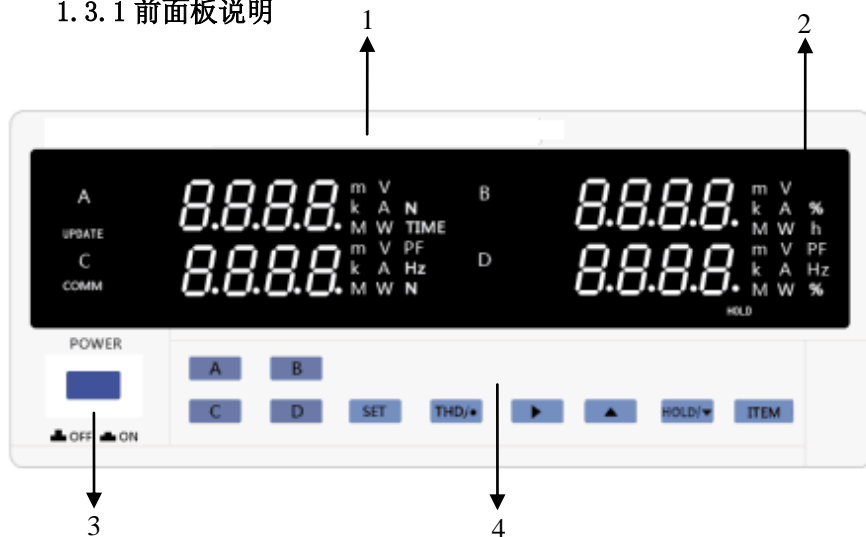 1.3.1 前面板说明
1
2
A
8.8.8.8. m V
k A N
M W TIME
B
8.8.8.8. m V
k A %
M W h
UPDATE
C
8.8.8.8. m V PF
k A Hz
M W N
D
8.8.8.8. m V PF
k A Hz
M W %
COMM
HOLD
POWER
A B
C D SET THD/● ▶ ▲ HOLD/▼ ITEM
OFF ON
3
4